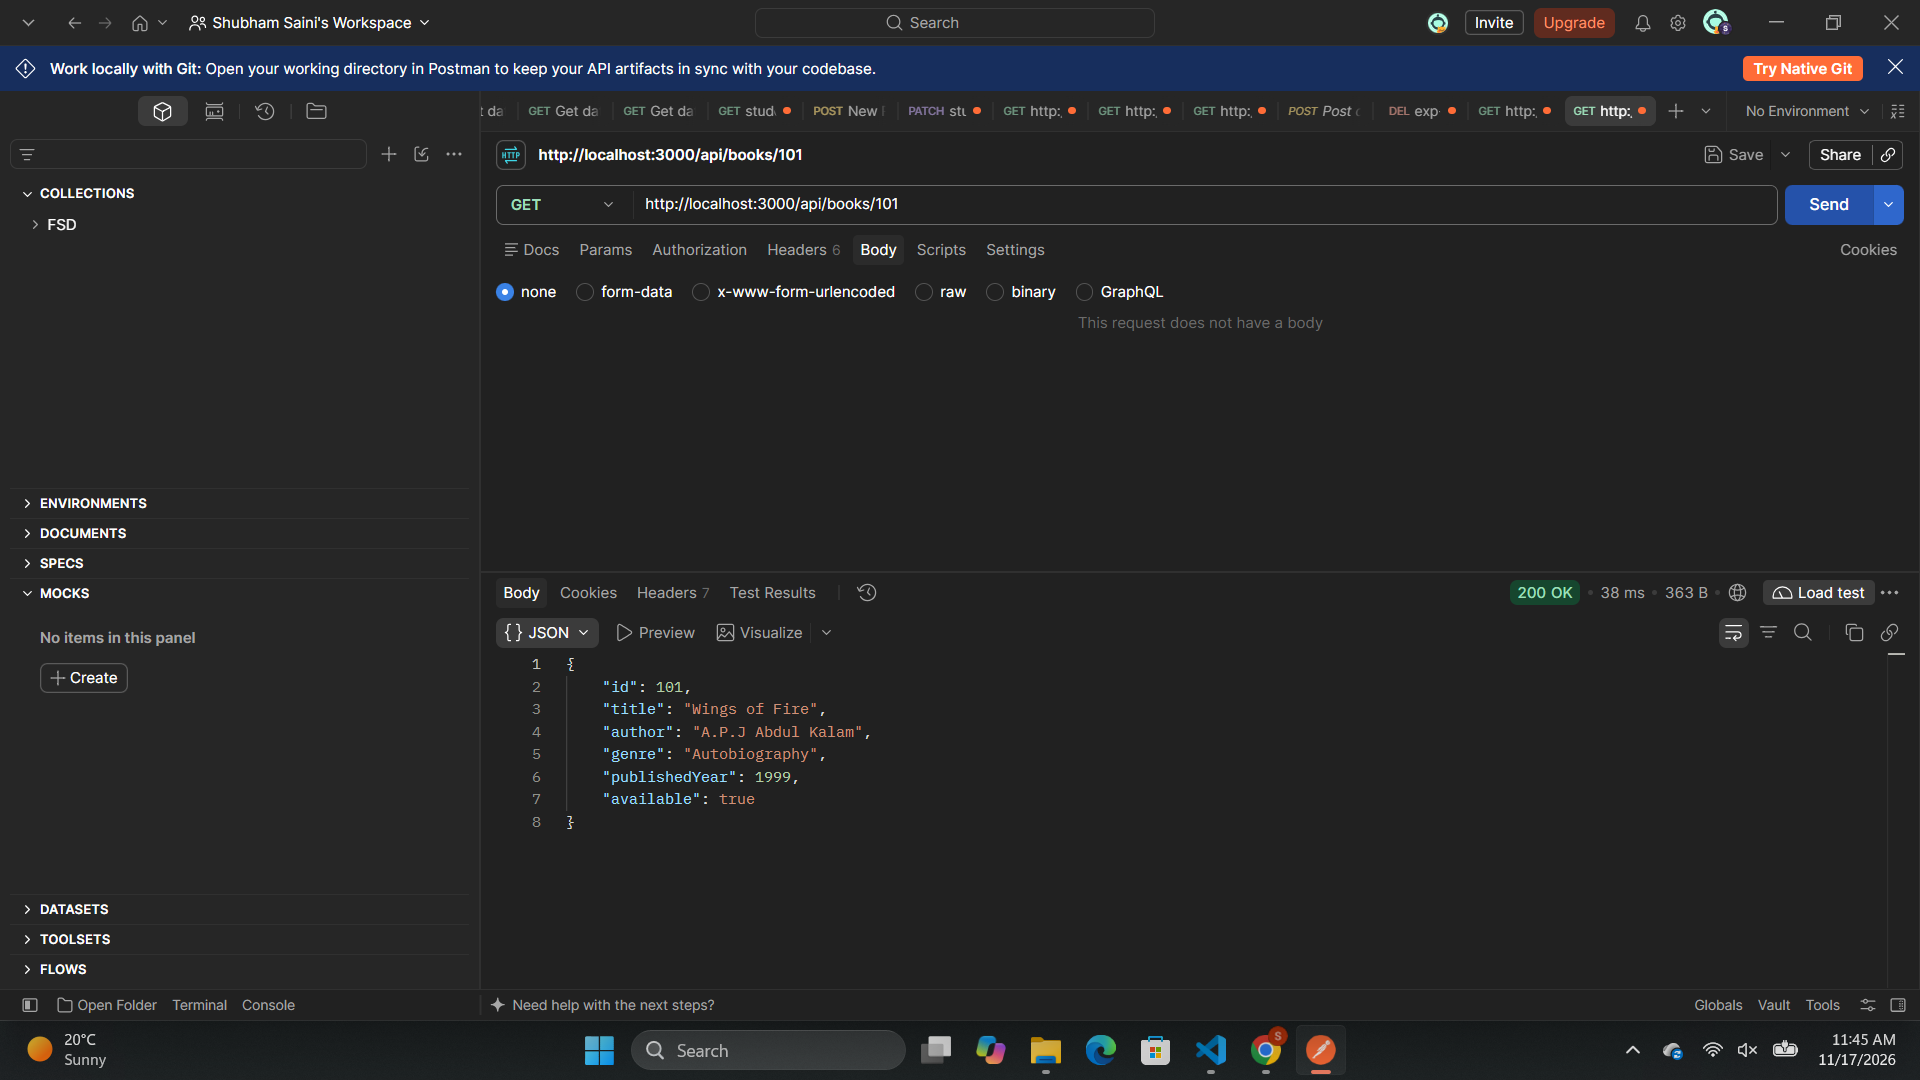 Shubham Saini's Workspace
Search
Invite
Upgrade
Work locally with Git: Open your working directory in Postman to keep your API artifacts in sync with your codebase.
Try Native Git
t da
GET Get da
GET Get da
GET stud
POST New
PATCH stu
GET http:
GET http:
GET http:
POST Post
DEL exp
GET http:
GET http:
No Environment
HTTP
http://localhost:3000/api/books/101
Save
Share
COLLECTIONS
FSD
GET
http://localhost:3000/api/books/101
Send
Docs
Params
Authorization
Headers 6
Body
Scripts
Settings
Cookies
none
form-data
x-www-form-urlencoded
raw
binary
GraphQL
This request does not have a body
ENVIRONMENTS
DOCUMENTS
SPECS
MOCKS
No items in this panel
Create
DATASETS
TOOLSETS
FLOWS
Body
Cookies
Headers 7
Test Results
200 OK
38 ms
363 B
Load test
{} JSON
Preview
Visualize
1 {
2 "id": 101,
3 "title": "Wings of Fire",
4 "author": "A.P.J Abdul Kalam",
5 "genre": "Autobiography",
6 "publishedYear": 1999,
7 "available": true
8 }
Open Folder
Terminal
Console
Need help with the next steps?
Globals
Vault
Tools
20°C
Sunny
Search
S
11:45 AM
11/17/2026